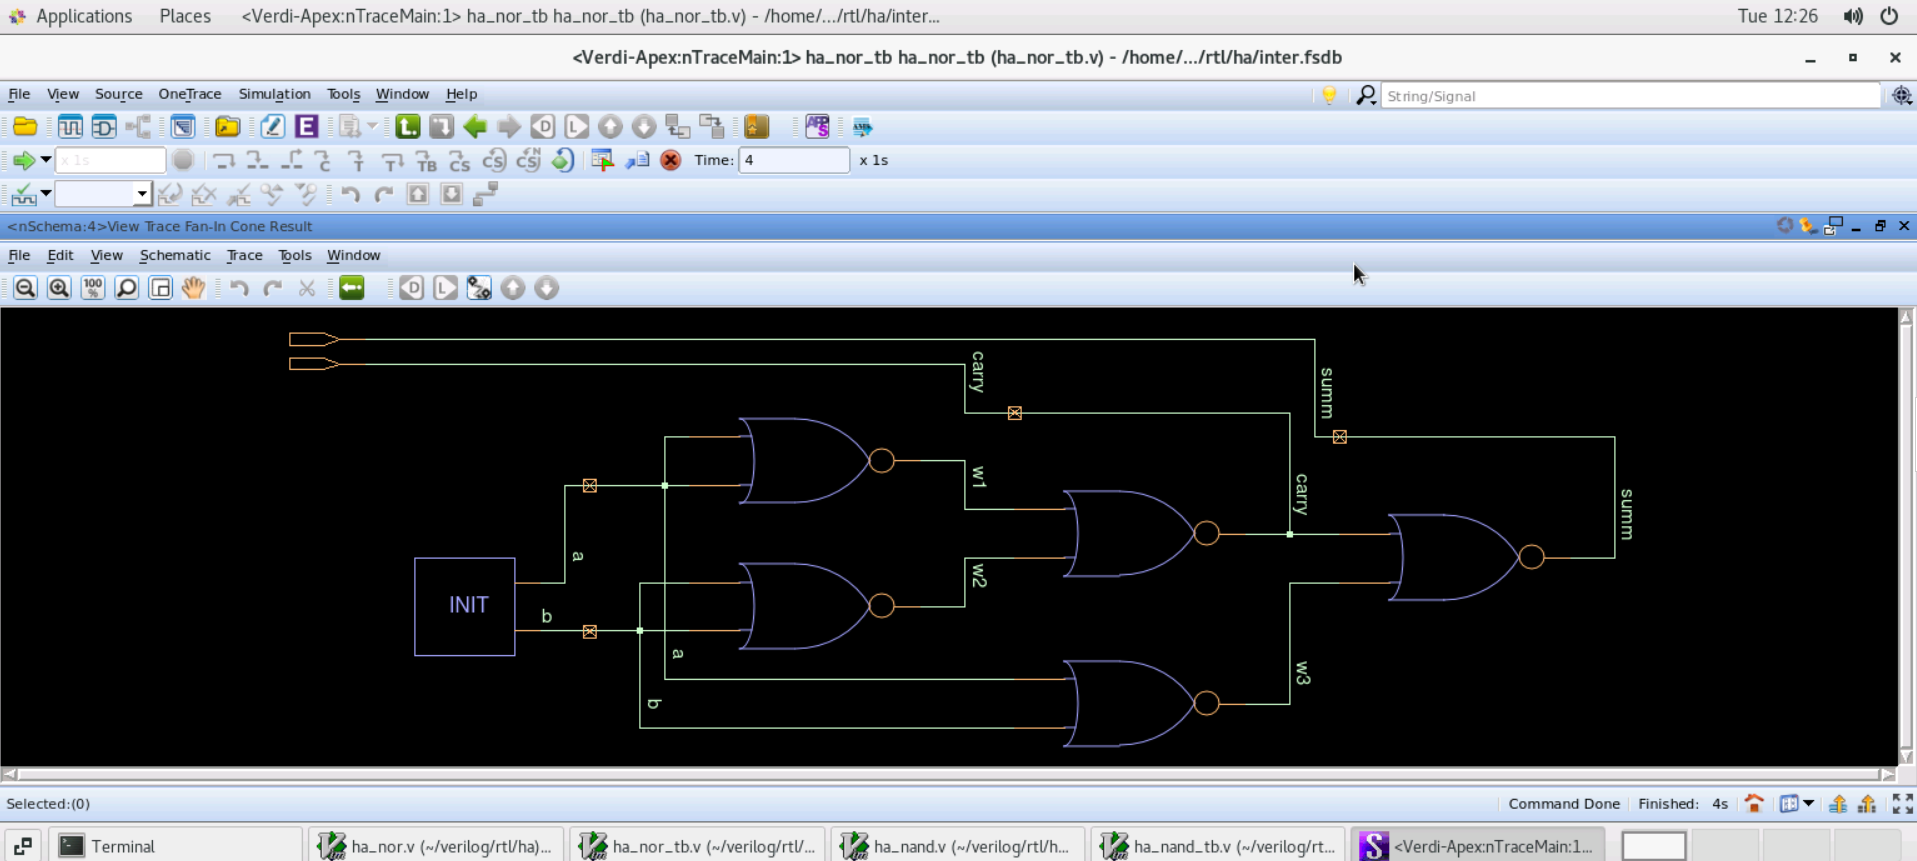 Applications Places <Verdi-Apex:nTraceMain:1> ha_nor_tb ha_nor_tb (ha_nor_tb.v) - /home/.../rtl/ha/inter... Tue 12:26
<Verdi-Apex:nTraceMain:1> ha_nor_tb ha_nor_tb (ha_nor_tb.v) - /home/.../rtl/ha/inter.fsdb
File View Source OneTrace Simulation Tools Window Help String/Signal
x 1s Time: 4 x 1s
<nSchema:4>View Trace Fan-In Cone Result
File Edit View Schematic Trace Tools Window
100 %
carry
summ
w1
carry
summ
a
w2
INIT
b
a
w3
b
Selected:(0) Command Done Finished: 4s
Terminal ha_nor.v (~/verilog/rtl/ha)... ha_nor_tb.v (~/verilog/rtl/... ha_nand.v (~/verilog/rtl/h... ha_nand_tb.v (~/verilog/rt... <Verdi-Apex:nTraceMain:1...